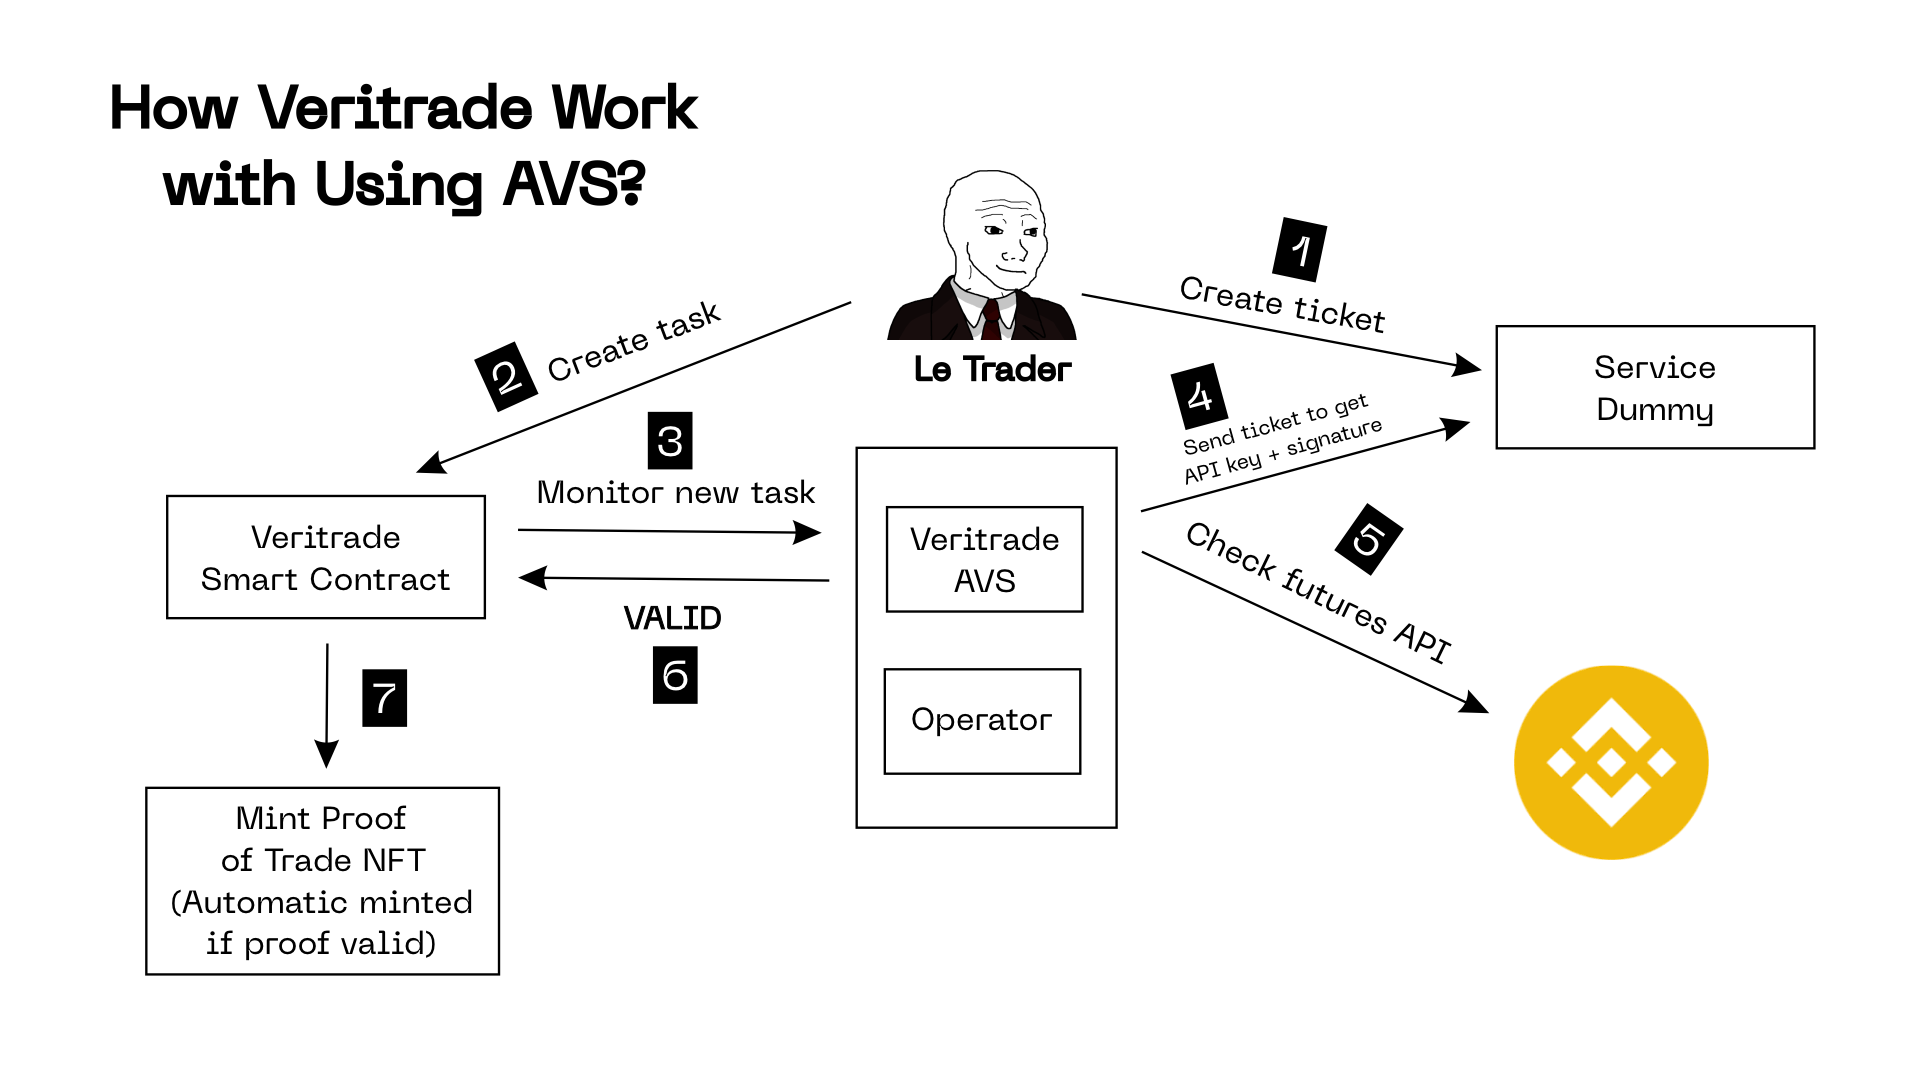 How Veritrade Work
with Using AVS?
1
Create ticket
Le Trader
2
Create task
Service
Dummy
4
Send ticket to get
API key + signature
3
Monitor new task
Veritrade
Smart Contract
Veritrade
AVS
5
Check futures API
VALID
6
7
Operator
Mint Proof
of Trade NFT
(Automatic minted
if proof valid)